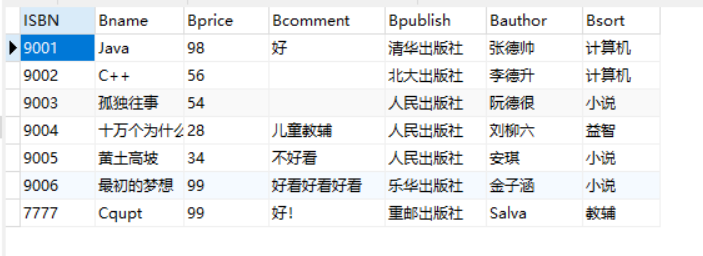 ISBN Bname Bprice Bcomment Bpublish Bauthor Bsort
9001 Java 98 好 清华出版社 张德帅 计算机
9002 C++ 56 北大出版社 李德升 计算机
9003 孤独往事 54 人民出版社 阮德很 小说
9004 十万个为什么 28 儿童教辅 人民出版社 刘柳六 益智
9005 黄土高坡 34 不好看 人民出版社 安琪 小说
9006 最初的梦想 99 好看好看好看 乐华出版社 金子涵 小说
7777 Cqupt 99 好! 重邮出版社 Salva 教辅